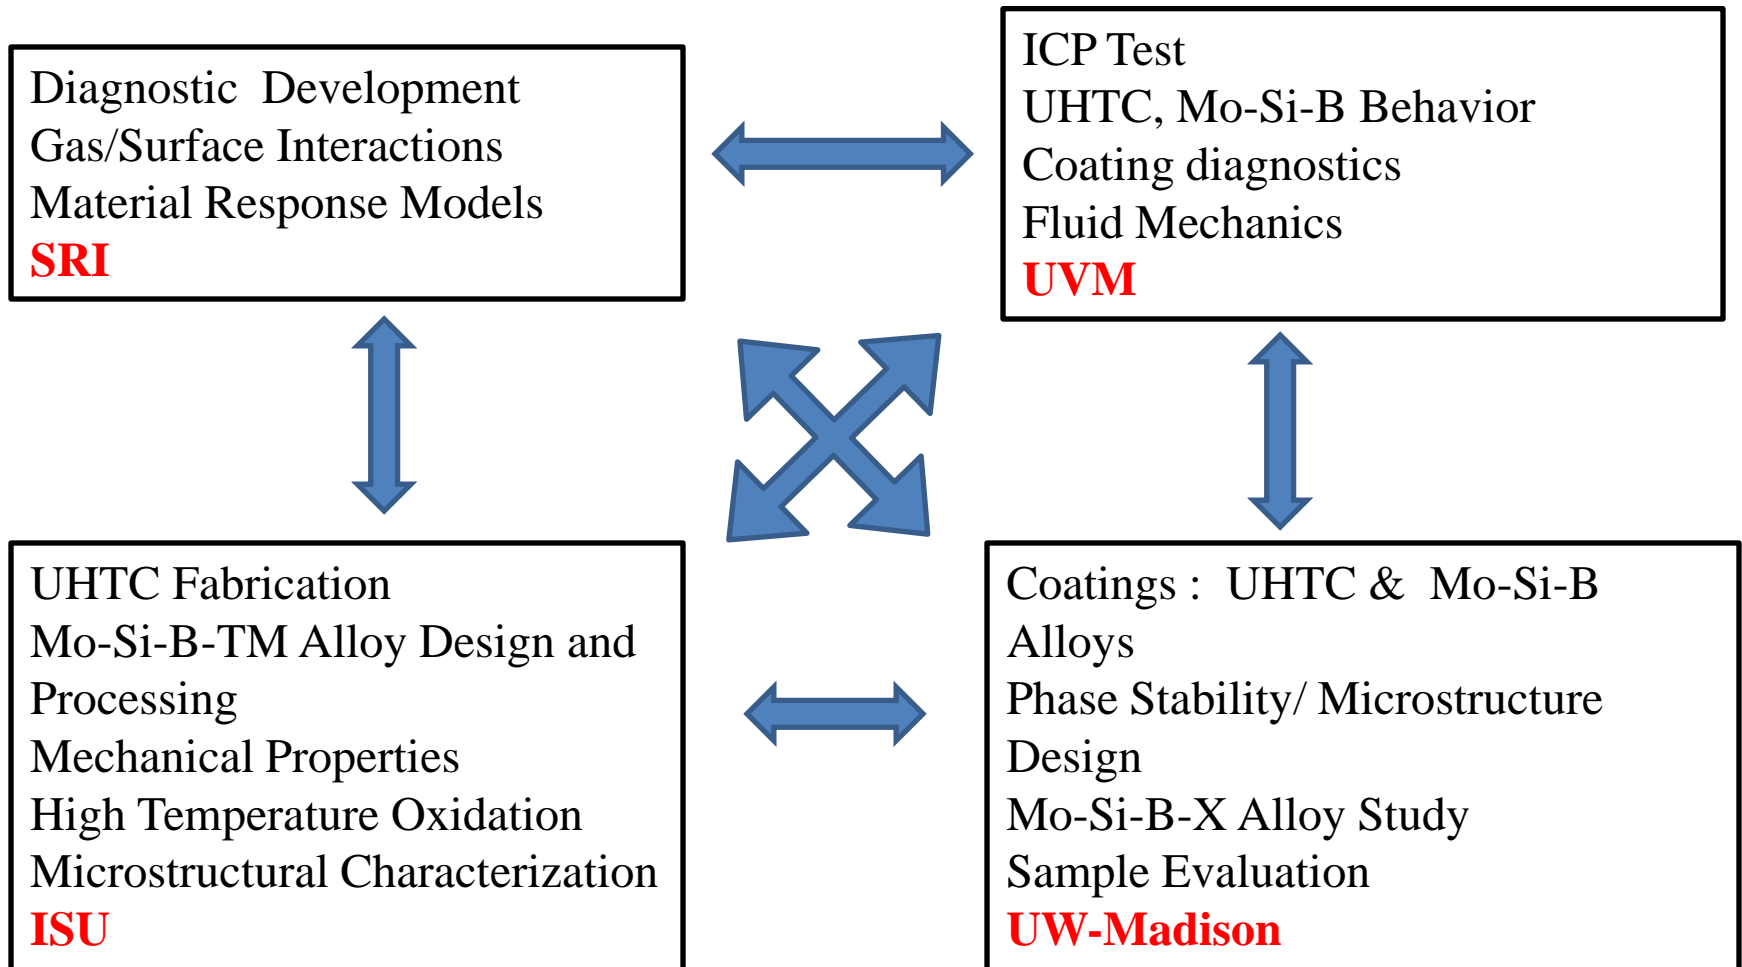 Diagnostic Development
Gas/Surface Interactions
Material Response Models
SRI
ICP Test
UHTC, Mo-Si-B Behavior
Coating diagnostics
Fluid Mechanics
UVM
UHTC Fabrication
Mo-Si-B-TM Alloy Design and
Processing
Mechanical Properties
High Temperature Oxidation
Microstructural Characterization
ISU
Coatings : UHTC & Mo-Si-B
Alloys
Phase Stability/ Microstructure
Design
Mo-Si-B-X Alloy Study
Sample Evaluation
UW-Madison